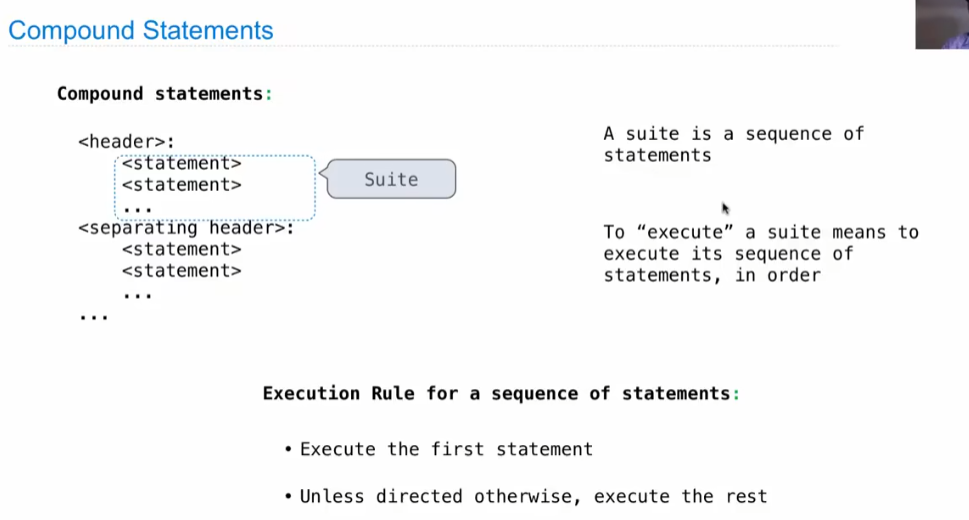 Compound Statements
Compound statements:
<header>:
<statement>
<statement>
...
<separating header>:
<statement>
<statement>
...
...
Suite
A suite is a sequence of
statements
To “execute” a suite means to
execute its sequence of
statements, in order
Execution Rule for a sequence of statements:
• Execute the first statement
• Unless directed otherwise, execute the rest